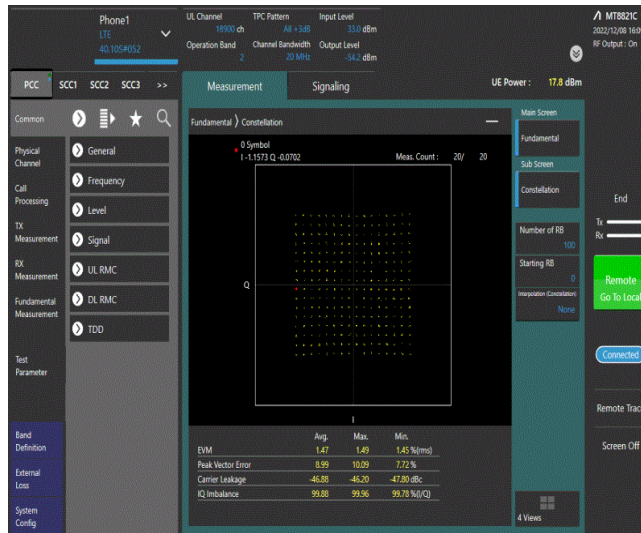 Phone1
LTE
40.10S#052
UL Channel TPC Pattern Input Level
18900 ch All +3dB 33.0 dBm
Operation Band Channel Bandwidth Output Level
2 20 MHz -54.2 dBm
MT8821C
2022/12/08 16:09
RF Output : On
PCC SCC1 SCC2 SCC3 >>
Measurement Signaling
UE Power : 17.8 dBm
Common
Physical
Channel
Call
Processing
TX
Measurement
RX
Measurement
Fundamental
Measurement
Test
Parameter
Band
Definition
External
Loss
System
Config
General
Frequency
Level
Signal
UL RMC
DL RMC
TDD
Fundamental 〉 Constellation
0 Symbol
I -1.1573 Q -0.0702 Meas. Count : 20/ 20
Q
I
Avg. Max. Min.
EVM 1.47 1.49 1.45 %(rms)
Peak Vector Error 8.99 10.09 7.72 %
Carrier Leakage -46.88 -46.20 -47.80 dBc
IQ Imbalance 99.88 99.96 99.78 %(I/Q)
Main Screen
Fundamental
Sub Screen
Constellation
Number of RB
100
Starting RB
0
Interpolation (Constellation)
None
4 Views
End
Tx
Rx
Remote
Go To Local
Connected
Remote Trac
Screen Off